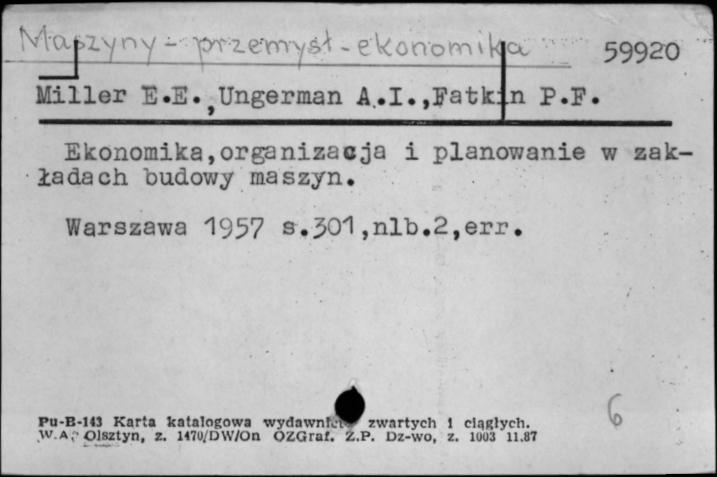 Maszyny - przemysł - ekonomika
59920
Miller E.E., Ungerman A.I., Fatkin P.F.
Ekonomika, organizacja i planowanie w zak-
ładach budowy maszyn.
Warszawa 1957 s.301, nlb.2, err.
6
Pu-B-143 Karta katalogowa wydawnictw zwartych i ciągłych.
W.A. Olsztyn, z. 1470/DW/On OZGraf. Z.P. Dz-wo, z. 1003 11.87